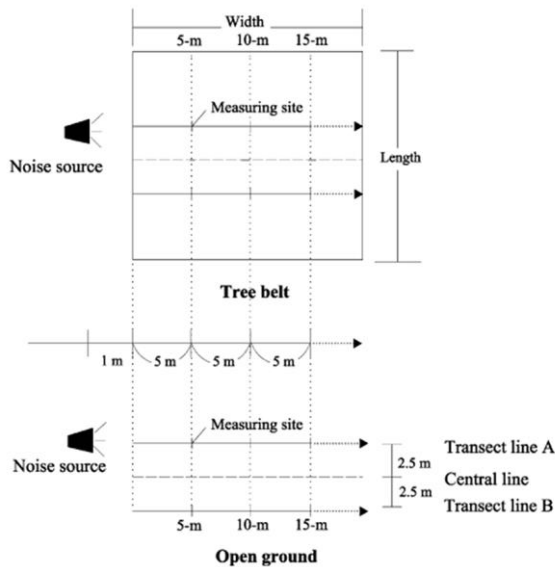 Width
5-m 10-m 15-m
Measuring site
Noise source
Length
Tree belt
1 m 5 m 5 m 5 m
Measuring site
Noise source
Transect line A
2.5 m
Central line
2.5 m
Transect line B
5-m 10-m 15-m
Open ground